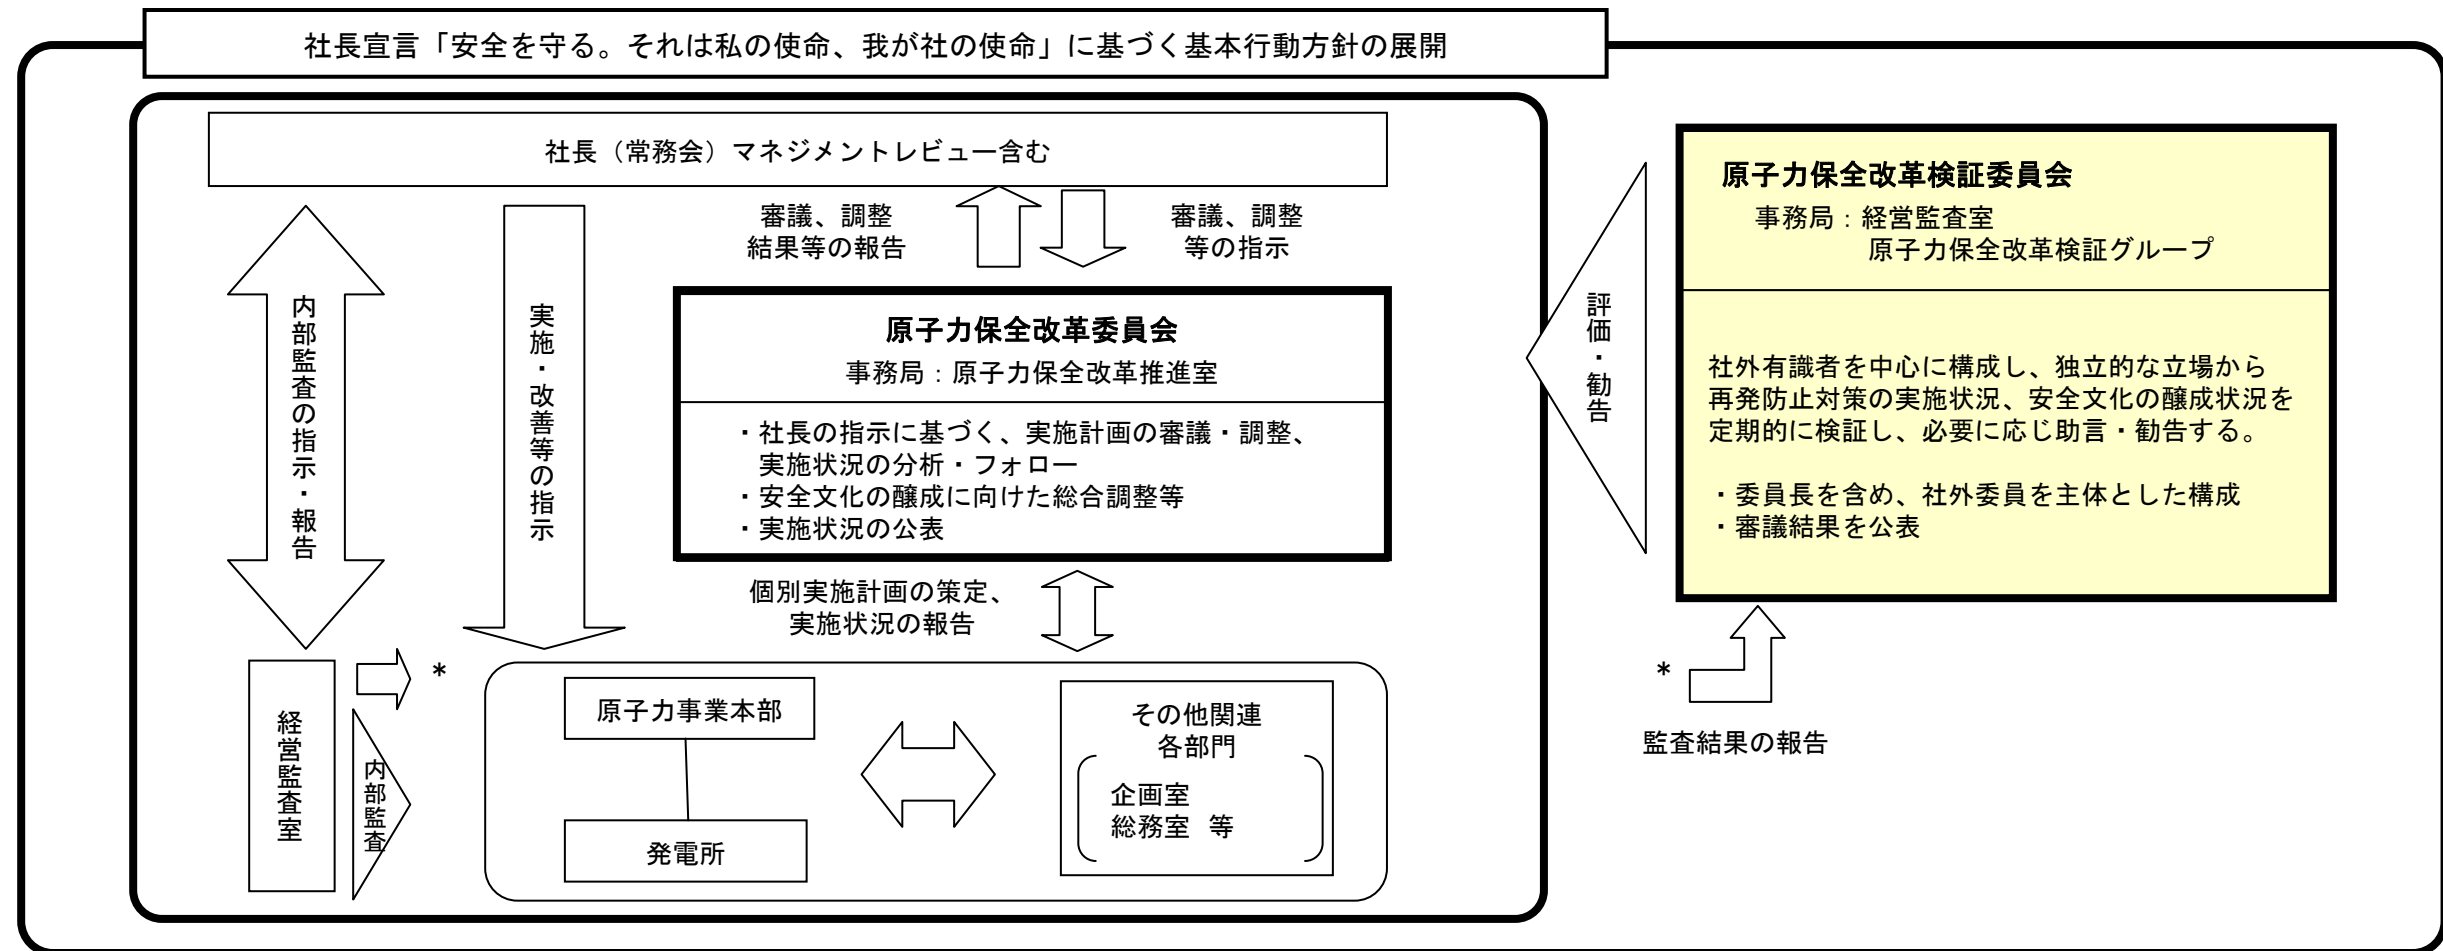 社長宣言「安全を守る。それは私の使命、我が社の使命」に基づく基本行動方針の展開
社長（常務会）マネジメントレビュー含む
審議、調整
結果等の報告
審議、調整
等の指示
内部監査の指示・報告
実施・改善等の指示
原子力保全改革委員会
事務局：原子力保全改革推進室
・社長の指示に基づく、実施計画の審議・調整、
実施状況の分析・フォロー
・安全文化の醸成に向けた総合調整等
・実施状況の公表
個別実施計画の策定、
実施状況の報告
経営監査室
*
内部監査
原子力事業本部
発電所
その他関連
各部門
企画室
総務室　等
評価・勧告
原子力保全改革検証委員会
事務局：経営監査室
原子力保全改革検証グループ
社外有識者を中心に構成し、独立的な立場から
再発防止対策の実施状況、安全文化の醸成状況を
定期的に検証し、必要に応じ助言・勧告する。
・委員長を含め、社外委員を主体とした構成
・審議結果を公表
*
監査結果の報告